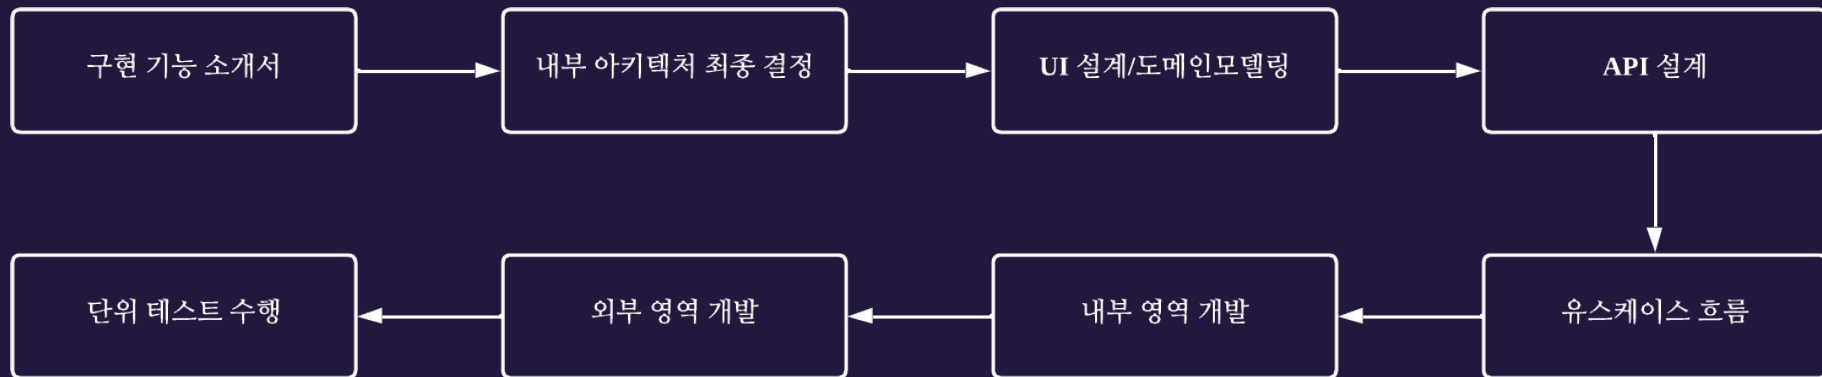 구현 기능 소개서
내부 아키텍처 최종 결정
UI 설계/도메인모델링
API 설계
유스케이스 흐름
내부 영역 개발
외부 영역 개발
단위 테스트 수행